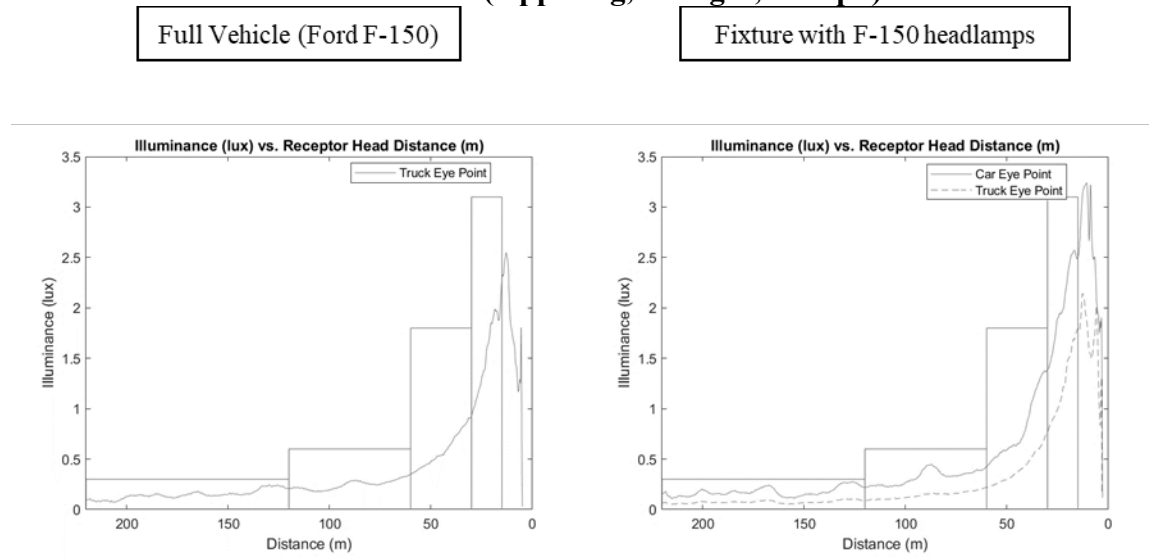 Full Vehicle (Ford F-150)
Fixture with F-150 headlamps
Illuminance (lux) vs. Receptor Head Distance (m)
Truck Eye Point
3.5
3
2.5
2
1.5
1
0.5
0
Illuminance (lux)
200
150
100
50
0
Distance (m)
Illuminance (lux) vs. Receptor Head Distance (m)
Car Eye Point
Truck Eye Point
3.5
3
2.5
2
1.5
1
0.5
0
Illuminance (lux)
200
150
100
50
0
Distance (m)